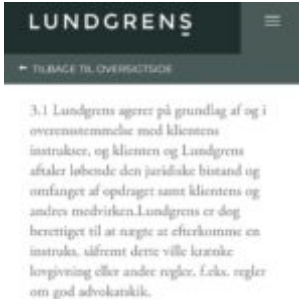 LUNDGRENS
← TILBAGE TIL OVERSIGTSSIDE
3.1 Lundgrens agerer på grundlag af og i
overensstemmelse med klientens
instrukser, og klienten og Lundgrens
aftaler løbende den juridiske bistand og
omfanget af opdraget samt klientens og
andres medvirken.Lundgrens er dog
berettiget til at nægte at efterkomme en
instruks, såfremt dette ville krænke
lovgivning eller andre regler, f.eks. regler
om god advokatskik.